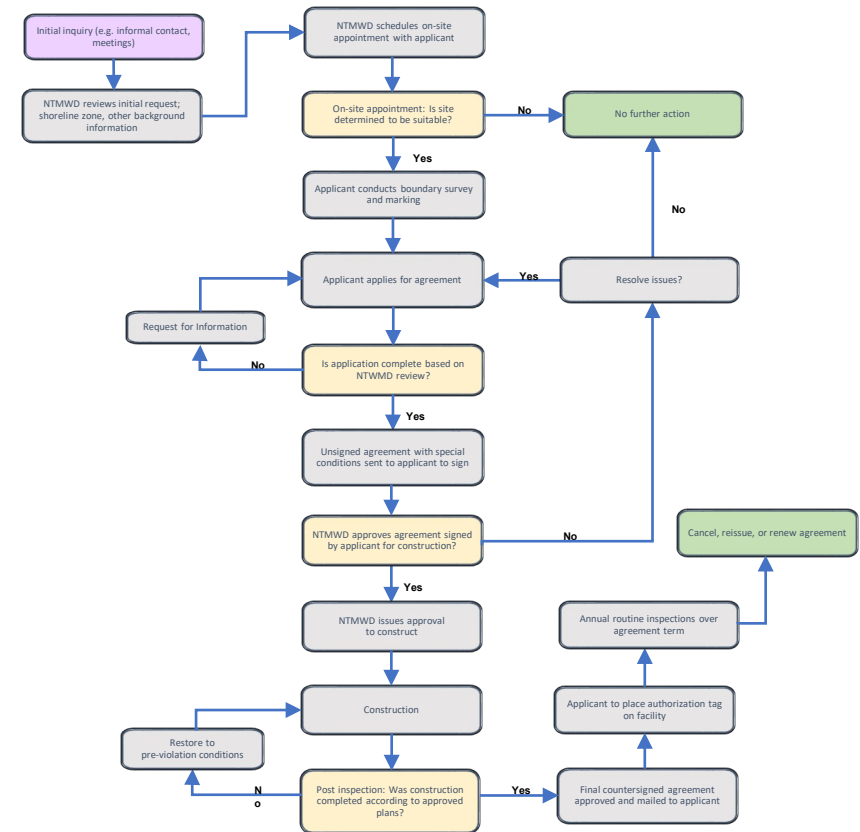 Initial inquiry (e.g. informal contact,
meetings)
NTMWD reviews initial request;
shoreline zone, other background
information
NTMWD schedules on-site
appointment with applicant
On-site appointment: Is site
determined to be suitable?
No
No further action
Yes
Applicant conducts boundary survey
and marking
No
Applicant applies for agreement
Yes
Resolve issues?
Request for Information
No
Is application complete based on
NTWMD review?
Yes
Unsigned agreement with special
conditions sent to applicant to sign
NTMWD approves agreement signed
by applicant for construction?
No
Cancel, reissue, or renew agreement
Yes
NTMWD issues approval
to construct
Annual routine inspections over
agreement term
Construction
Applicant to place authorization tag
on facility
Restore to
pre-violation conditions
N
o
Post inspection: Was construction
completed according to approved
plans?
Yes
Final countersigned agreement
approved and mailed to applicant